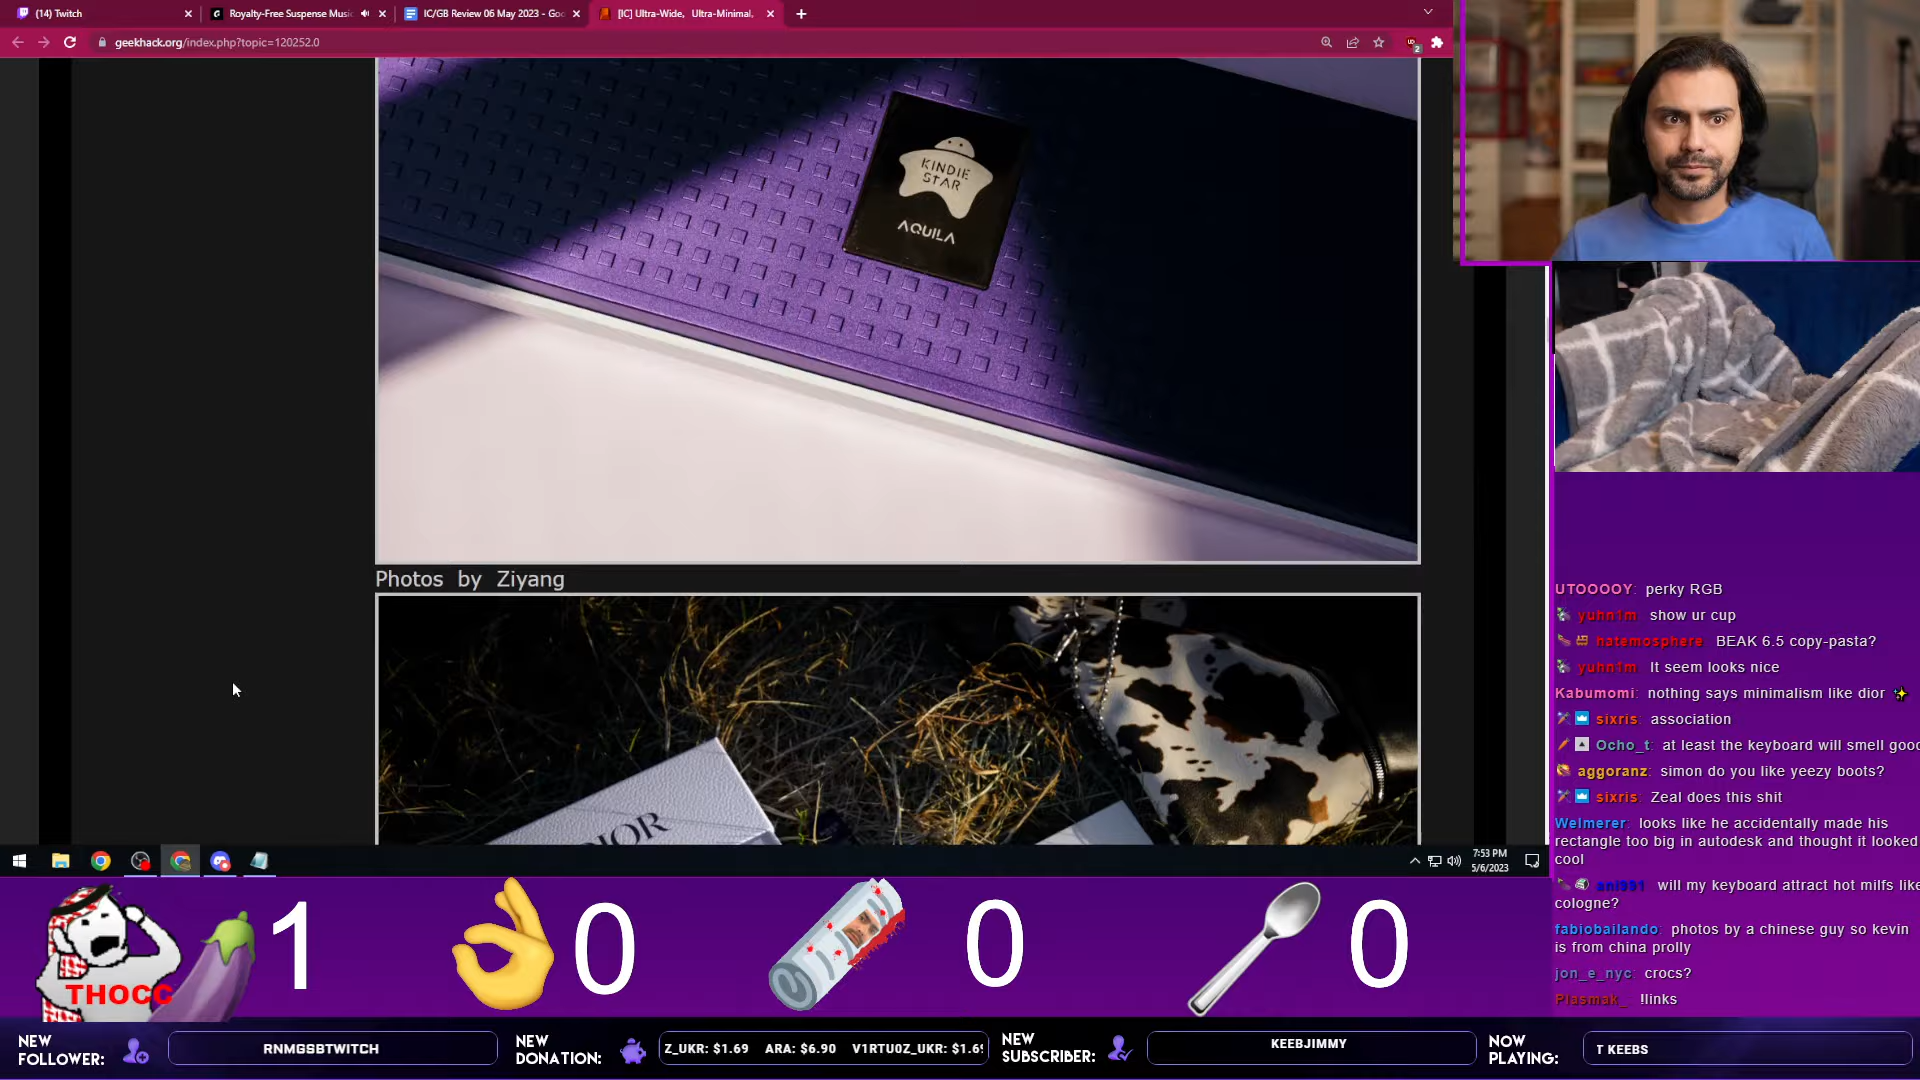 (14) Twitch
Royalty-Free Suspense Music
IC/GB Review 06 May 2023 - Goo
[IC] Ultra-Wide, Ultra-Minimal,
geekhack.org/index.php?topic=120252.0
2
KINDIE
STAR
AQUILA
Photos by Ziyang
DIOR
UTOOOOY: perky RGB
yuhn1m: show ur cup
hatemosphere: BEAK 6.5 copy-pasta?
yuhn1m: It seem looks nice
Kabumomi: nothing says minimalism like dior
sixris: association
Ocho_t: at least the keyboard will smell good
aggoranz: simon do you like yeezy boots?
sixris: Zeal does this shit
Welmerer: looks like he accidentally made his
rectangle too big in autodesk and thought it looked
cool
will my keyboard attract hot milfs like
cologne?
fabiobailando: photos by a chinese guy so kevin
is from china prolly
jon_e_nyc: crocs?
Plasmak_: !links
7:53 PM
5/6/2023
THOCC
1
0
0
0
NEW
FOLLOWER:
RNMGSBTWITCH
NEW
DONATION:
Z_UKR: $1.69 ARA: $6.90 V1RTU0Z_UKR: $1.69
NEW
SUBSCRIBER:
KEEBJIMMY
NOW
PLAYING:
T KEEBS